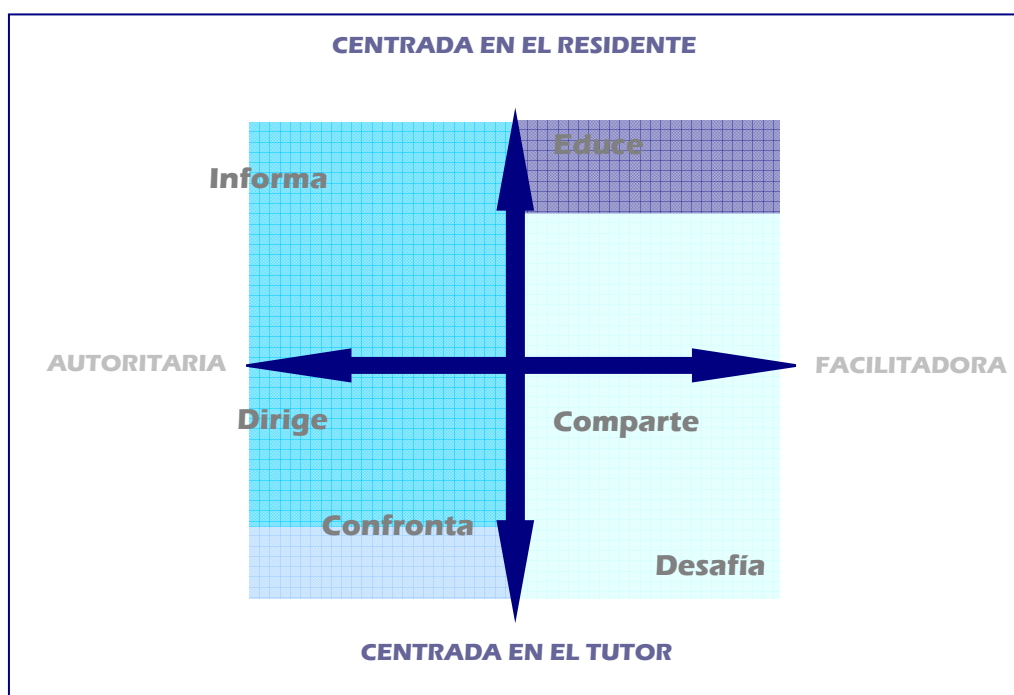 CENTRADA EN EL RESIDENTE
Educe
Informa
AUTORITARIA
FACILITADORA
Dirige
Comparte
Confronta
Desafía
CENTRADA EN EL TUTOR